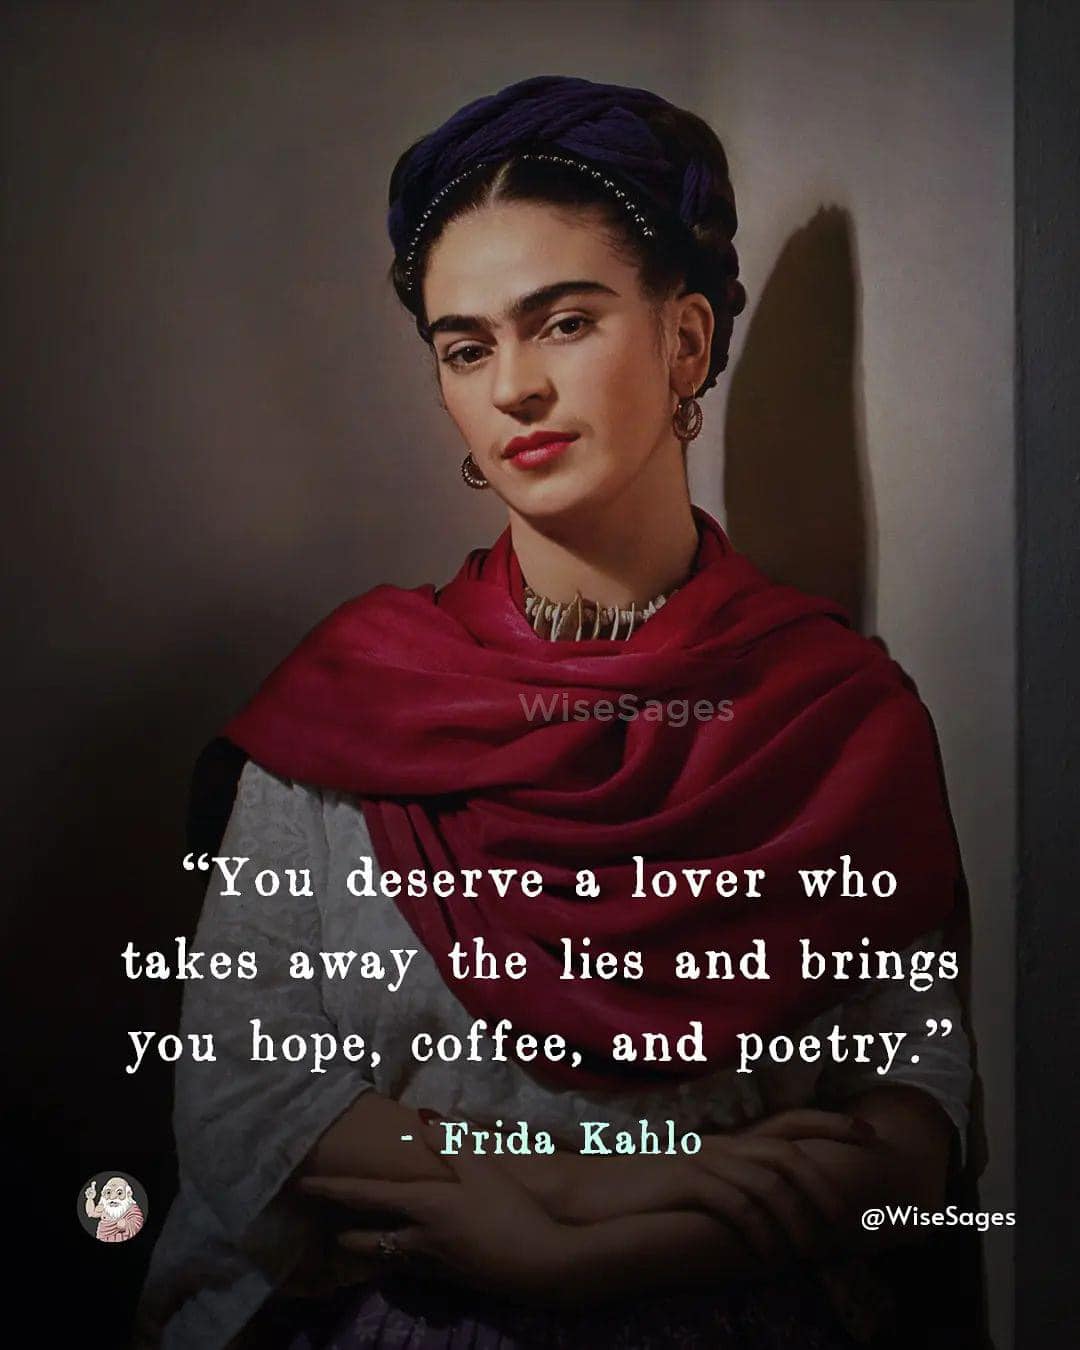 WiseSages
“You deserve a lover who
takes away the lies and brings
you hope, coffee, and poetry.”
- Frida Kahlo
@WiseSages